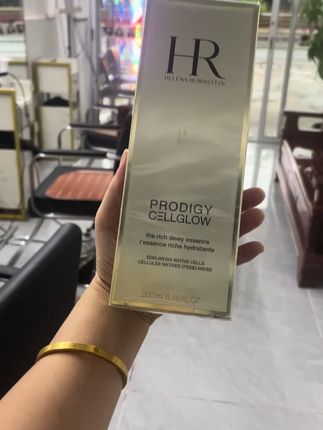 HR
HELENA RUBINSTEIN
PRODIGY
CELLGLOW
the rich dewy essence
l'essence riche hydratante
EDELWEISS NATIVE CELLS
CELLULES NATIVES D'EDELWEISS
200 ml 6.76 FL.OZ